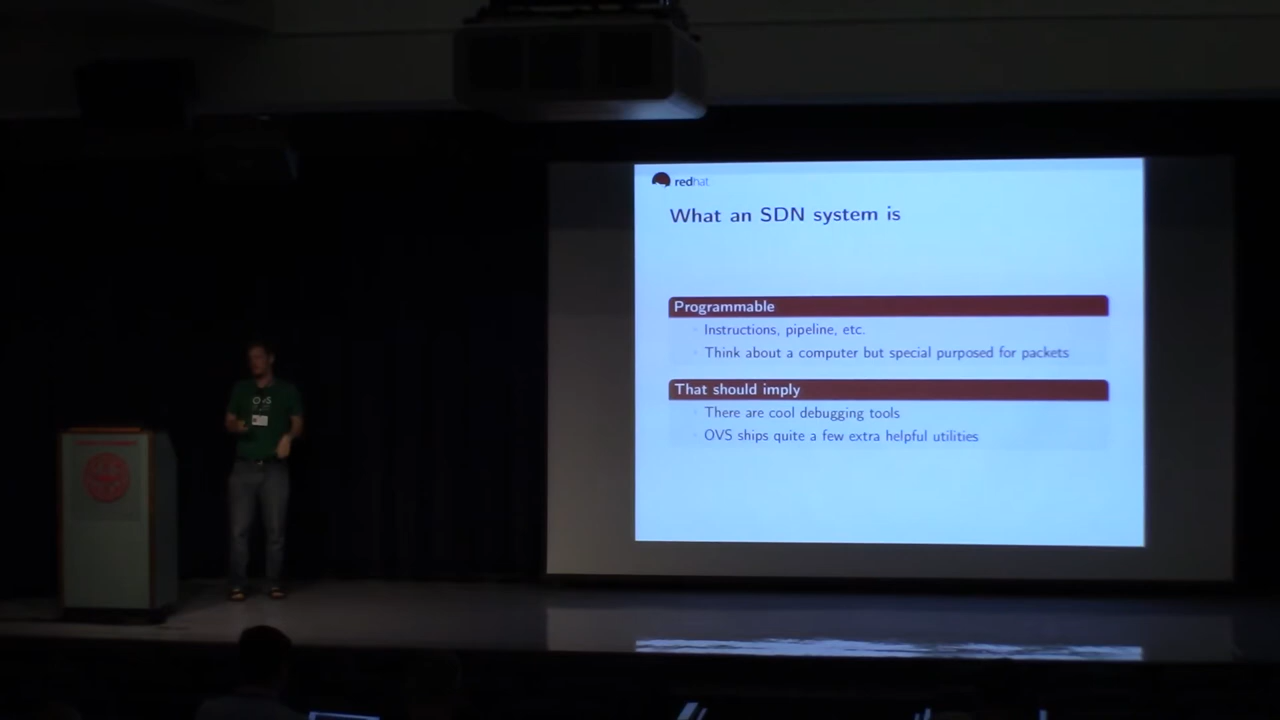 redhat.
What an SDN system is
Programmable
Instructions, pipeline, etc.
Think about a computer but special purposed for packets
That should imply
There are cool debugging tools
OVS ships quite a few extra helpful utilities
OVS